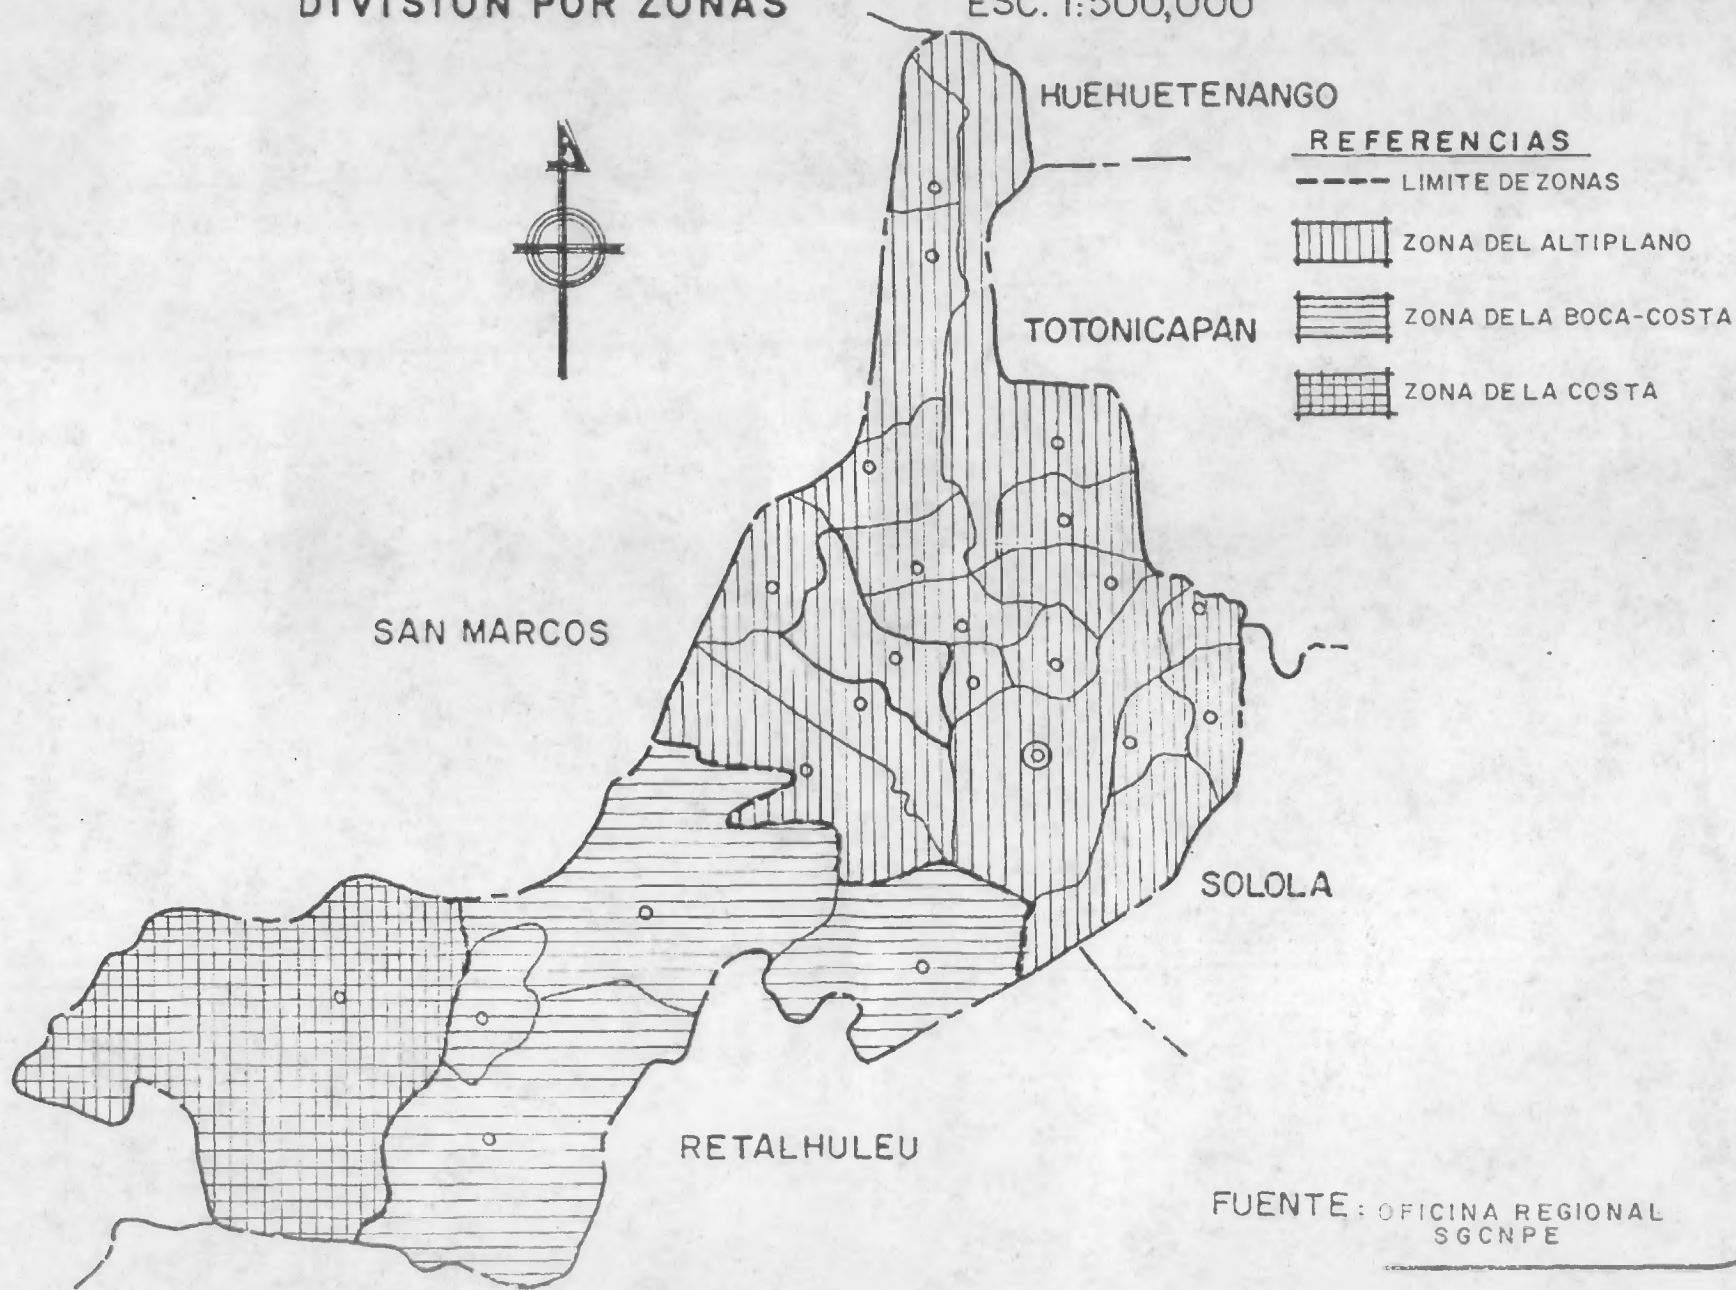 DIVISION POR ZONAS
ESC. 1:500,000
HUEHUETENANGO
REFERENCIAS
LIMITE DE ZONAS
ZONA DEL ALTIPLANO
TOTONICAPAN
ZONA DE LA BOCA-COSTA
ZONA DE LA COSTA
SAN MARCOS
SOLOLA
RETALHULEU
FUENTE: OFICINA REGIONAL
SGCNPE